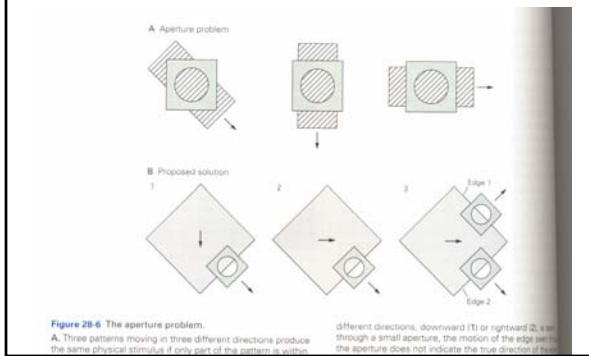 A Aperture problem
B Proposed solution
1
2
3
Edge 1
Edge 2
Figure 28-6 The aperture problem.
A. Three patterns moving in three different directions produce
the same physical stimulus if only part of the pattern is within
different directions, downward (1) or rightward (2),
through a small aperture, the motion of the edge
the aperture does not indicate the true direction of